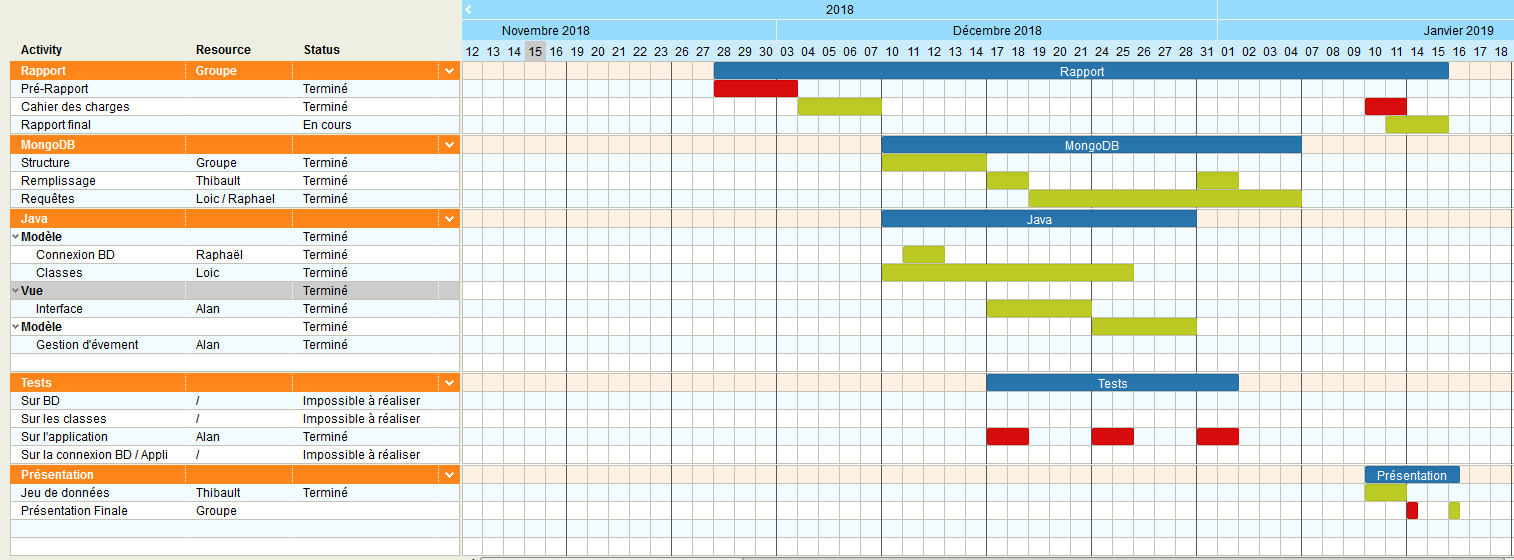 2018
Novembre 2018 Décembre 2018 Janvier 2019
Activity Resource Status 12 13 14 15 16 19 20 21 22 23 26 27 28 29 30 03 04 05 06 07 10 11 12 13 14 17 18 19 20 21 24 25 26 27 28 31 01 02 03 04 07 08 09 10 11 14 15 16 17 18
Rapport Groupe Rapport
Pré-Rapport Terminé
Cahier des charges Terminé
Rapport final En cours
MongoDB MongoDB
Structure Groupe Terminé
Remplissage Thibault Terminé
Requêtes Loic / Raphael Terminé
Java Java
Modèle Terminé
Connexion BD Raphaël Terminé
Classes Loic Terminé
Vue Terminé
Interface Alan Terminé
Modèle Terminé
Gestion d'évement Alan Terminé
Tests Tests
Sur BD / Impossible à réaliser
Sur les classes / Impossible à réaliser
Sur l'application Alan Terminé
Sur la connexion BD / Appli / Impossible à réaliser
Présentation Présentation
Jeu de données Thibault Terminé
Présentation Finale Groupe